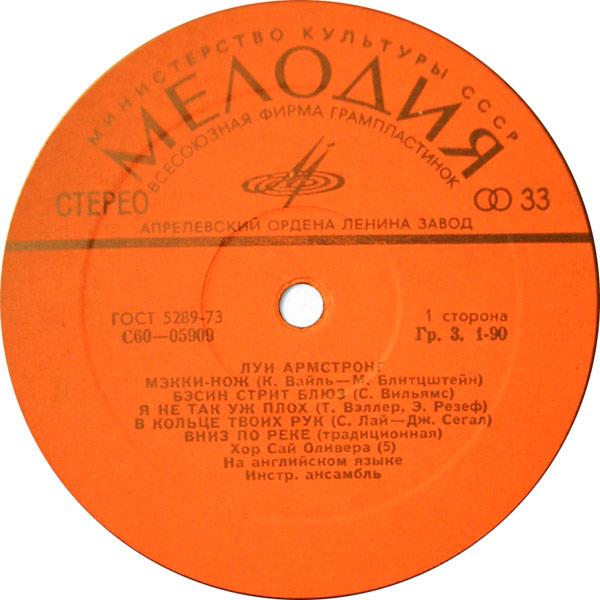 МИНИСТЕРСТВО КУЛЬТУРЫ СССР
МЕЛОДИЯ
ВСЕСОЮЗНАЯ ФИРМА ГРАМПЛАСТИНОК
СТЕРЕО
33
АПРЕЛЕВСКИЙ ОРДЕНА ЛЕНИНА ЗАВОД
ГОСТ 5289-73
С60—05909
1 сторона
Гр. 3. 1-90
ЛУИ АРМСТРОНГ
МЭККИ-НОЖ (К. Вайль—М. Блитцштейн)
БЭСИН СТРИТ БЛЮЗ (С. Вильямс)
Я НЕ ТАК УЖ ПЛОХ (Т. Вэллер, Э. Резеф)
В КОЛЬЦЕ ТВОИХ РУК (С. Лай—Дж. Сегал)
ВНИЗ ПО РЕКЕ (традиционная)
Хор Сай Оливера (5)
На английском языке
Инстр. ансамбль